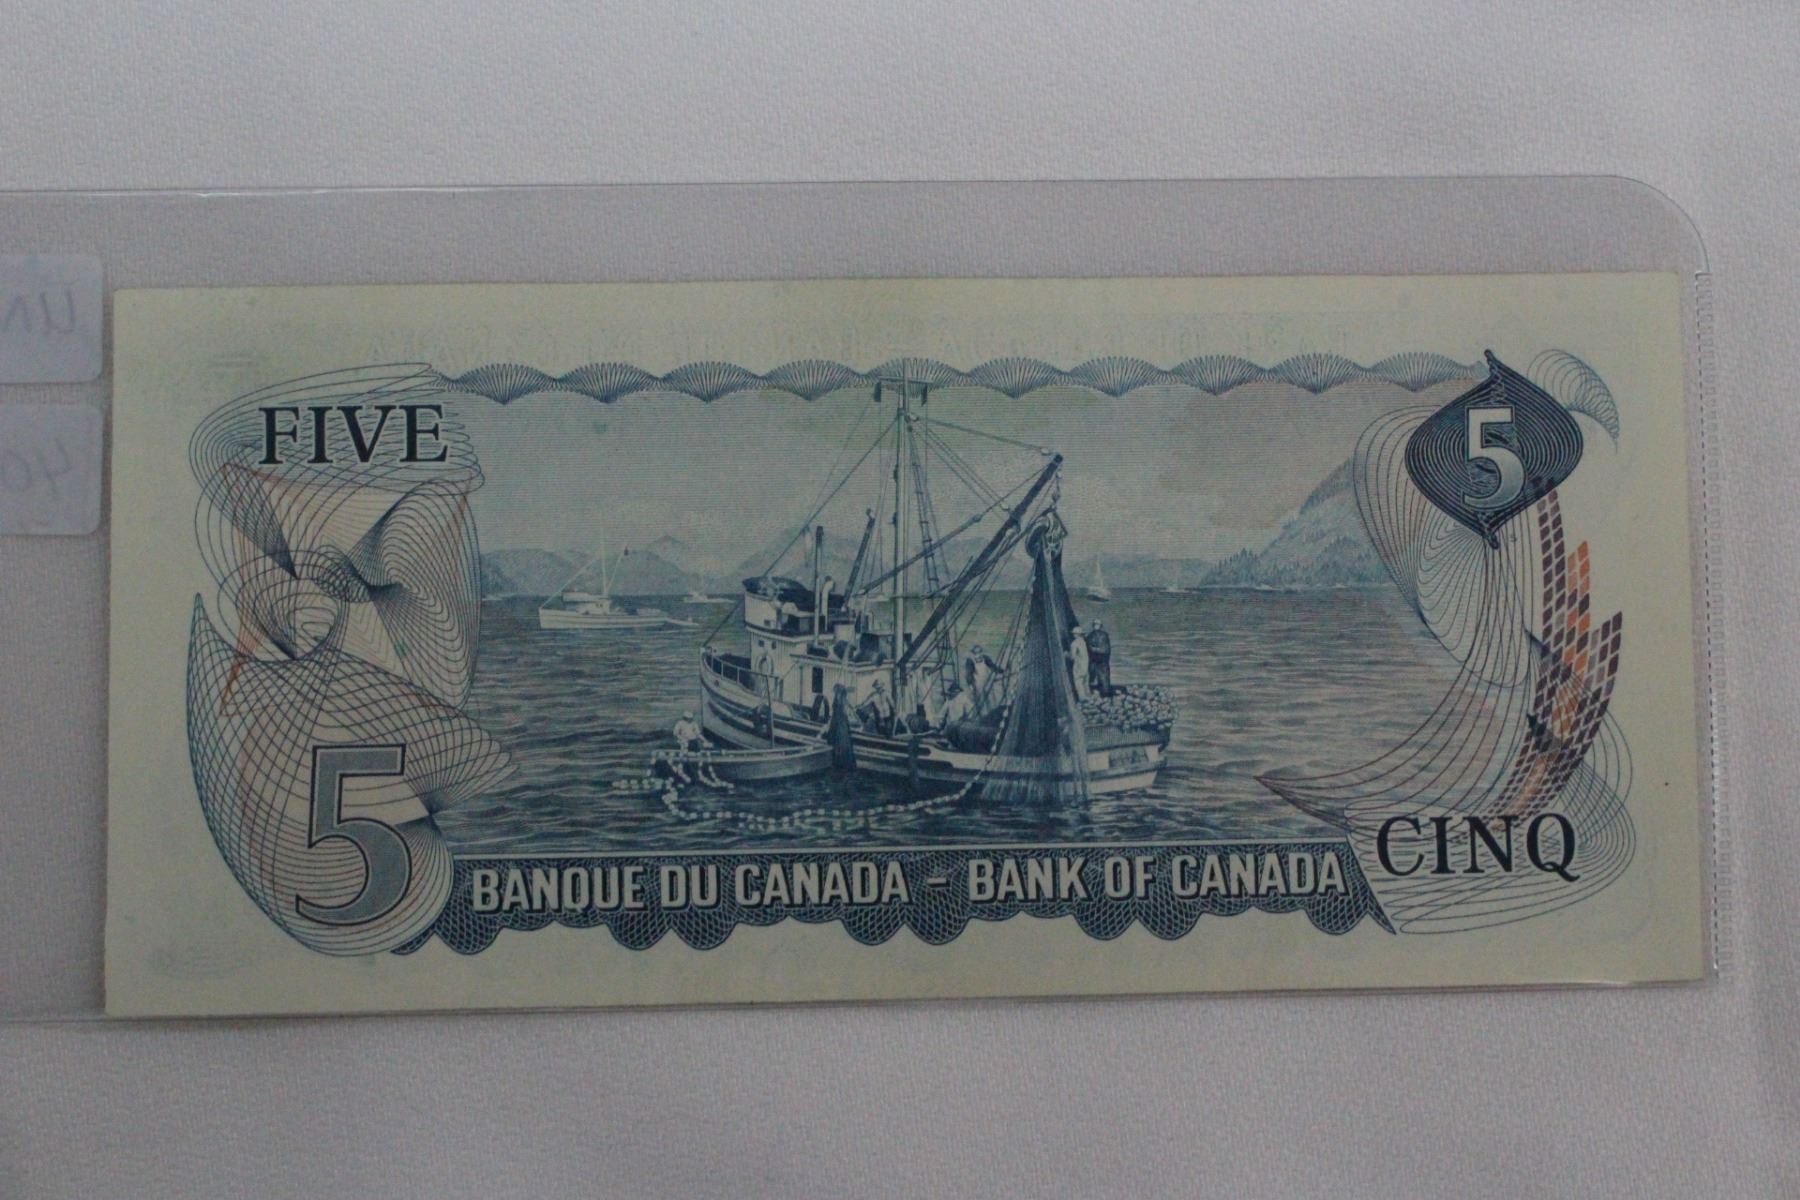 FIVE
5
5
CINQ
BANQUE DU CANADA - BANK OF CANADA